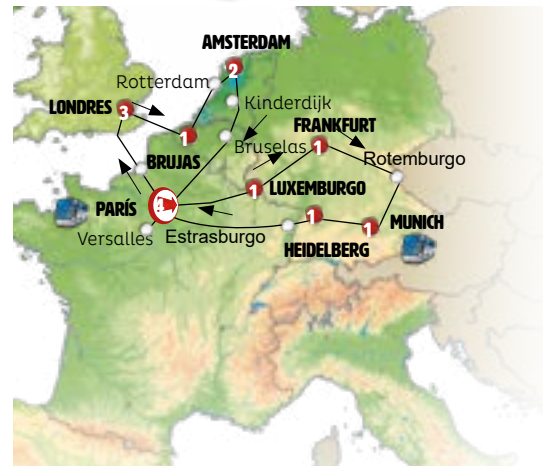 AMSTERDAM
Rotterdam
2
LONDRES
3
Kinderdijk
1
FRANKFURT
BRUJAS
Bruselas
1
Rotemburgo
1
LUXEMBURGO
PARÍS
Versalles
Estrasburgo
1
1
MUNICH
HEIDELBERG